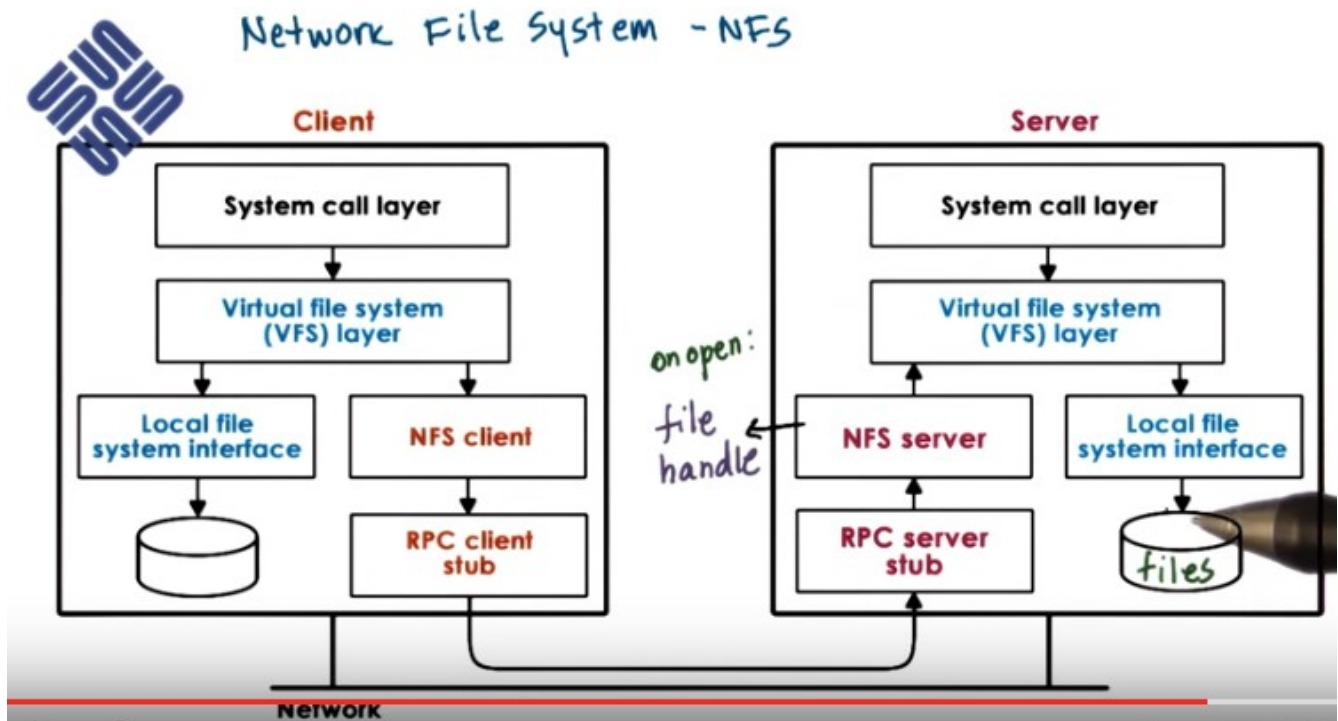 Network File System - NFS
SUN
Client
Server
System call layer
System call layer
Virtual file system
(VFS) layer
Virtual file system
(VFS) layer
on open:
file
handle
Local file
system interface
NFS client
NFS server
Local file
system interface
RPC client
stub
RPC server
stub
files
Network